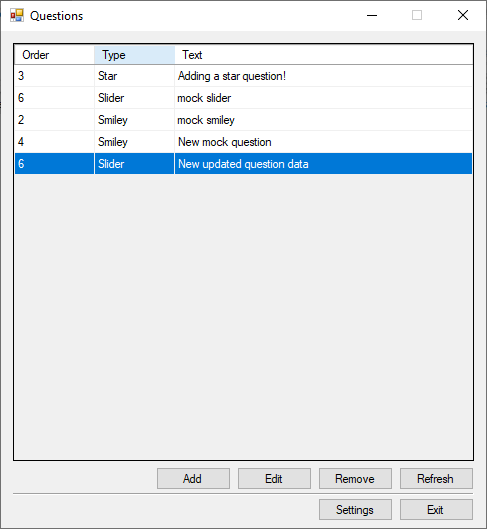 Questions
Order Type Text
3 Star Adding a star question!
6 Slider mock slider
2 Smiley mock smiley
4 Smiley New mock question
6 Slider New updated question data
Add Edit Remove Refresh
Settings Exit